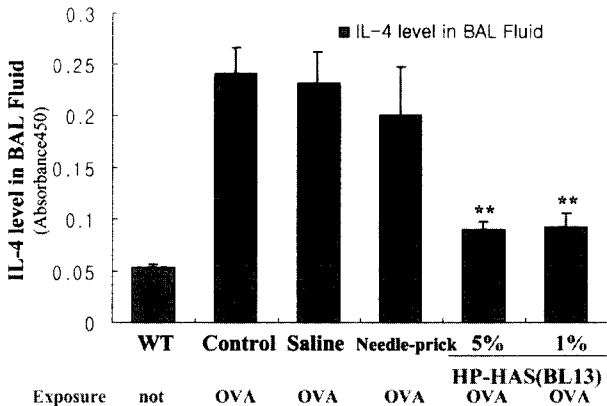 IL-4 level in BAL Fluid
(Absorbance450)
0.3
0.25
0.2
0.15
0.1
0.05
0
■ IL-4 level in BAL Fluid
** **
WT Control Saline Needle-prick 5% 1%
HP-HAS(BL13)
Exposure not OVA OVA OVA OVA OVA